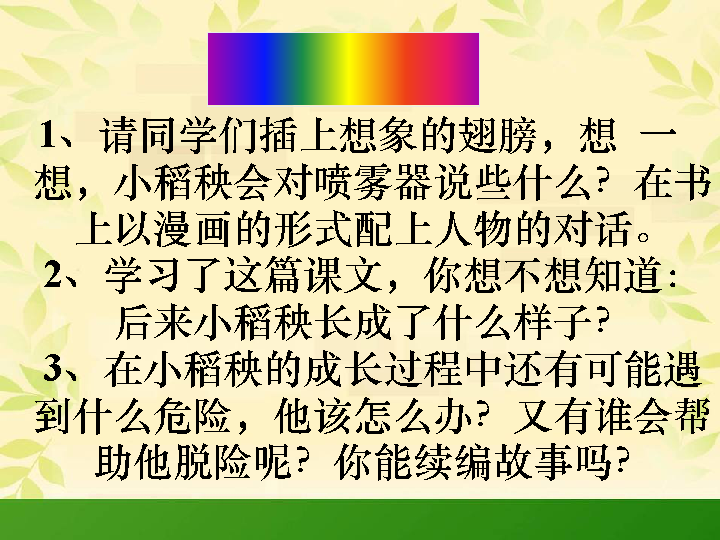 1、请同学们插上想象的翅膀，想 一
想，小稻秧会对喷雾器说些什么？在书
上以漫画的形式配上人物的对话。
2、学习了这篇课文，你想不想知道：
后来小稻秧长成了什么样子？
3、在小稻秧的成长过程中还有可能遇
到什么危险，他该怎么办？又有谁会帮
助他脱险呢？你能续编故事吗？